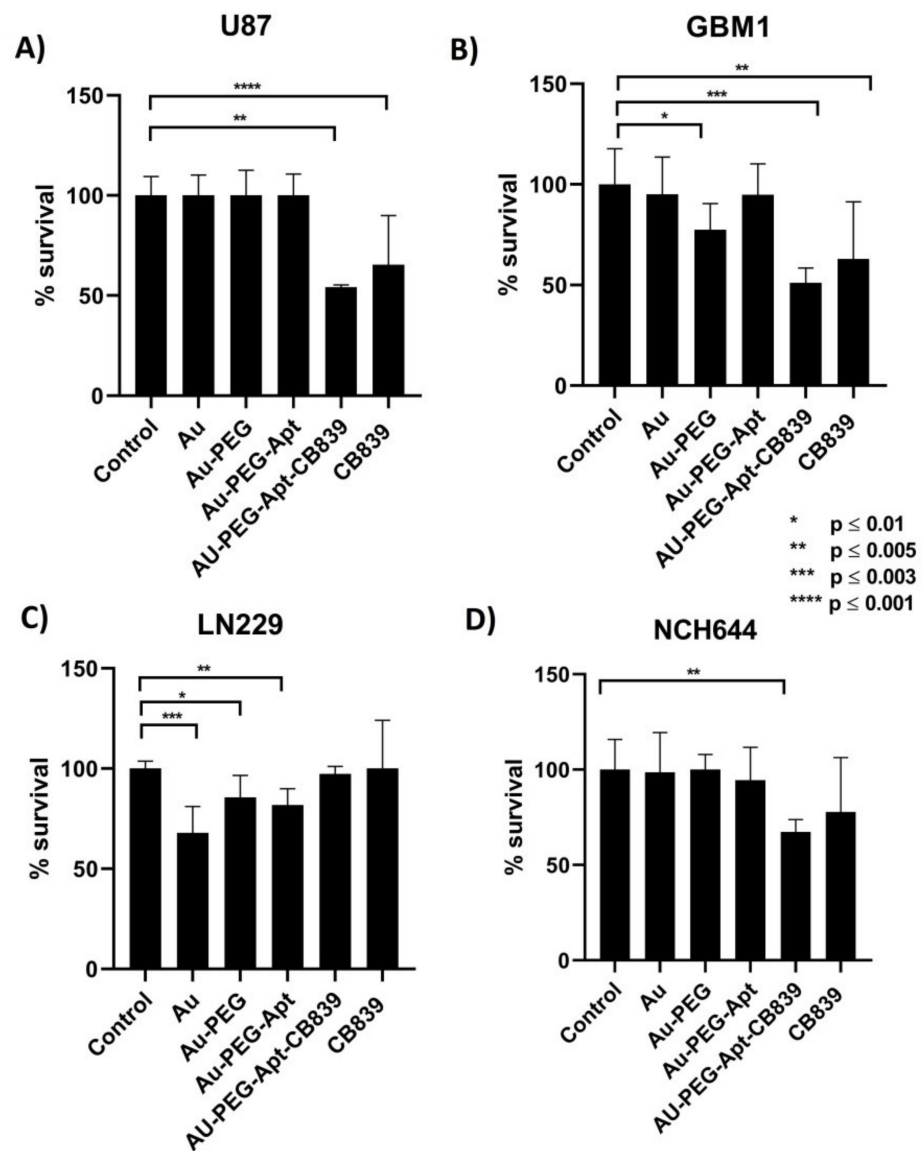 A)
U87
% survival
150
100
50
0
****
**
Control
Au
Au-PEG
Au-PEG-Apt
AU-PEG-Apt-CB839
CB839
B)
GBM1
% survival
150
100
50
0
**
***
*
Control
Au
Au-PEG
Au-PEG-Apt
AU-PEG-Apt-CB839
CB839
* p ≤ 0.01
** p ≤ 0.005
*** p ≤ 0.003
**** p ≤ 0.001
C)
LN229
% survival
150
100
50
0
**
*
***
Control
Au
Au-PEG
Au-PEG-Apt
AU-PEG-Apt-CB839
CB839
D)
NCH644
% survival
150
100
50
0
**
Control
Au
Au-PEG
Au-PEG-Apt
AU-PEG-Apt-CB839
CB839